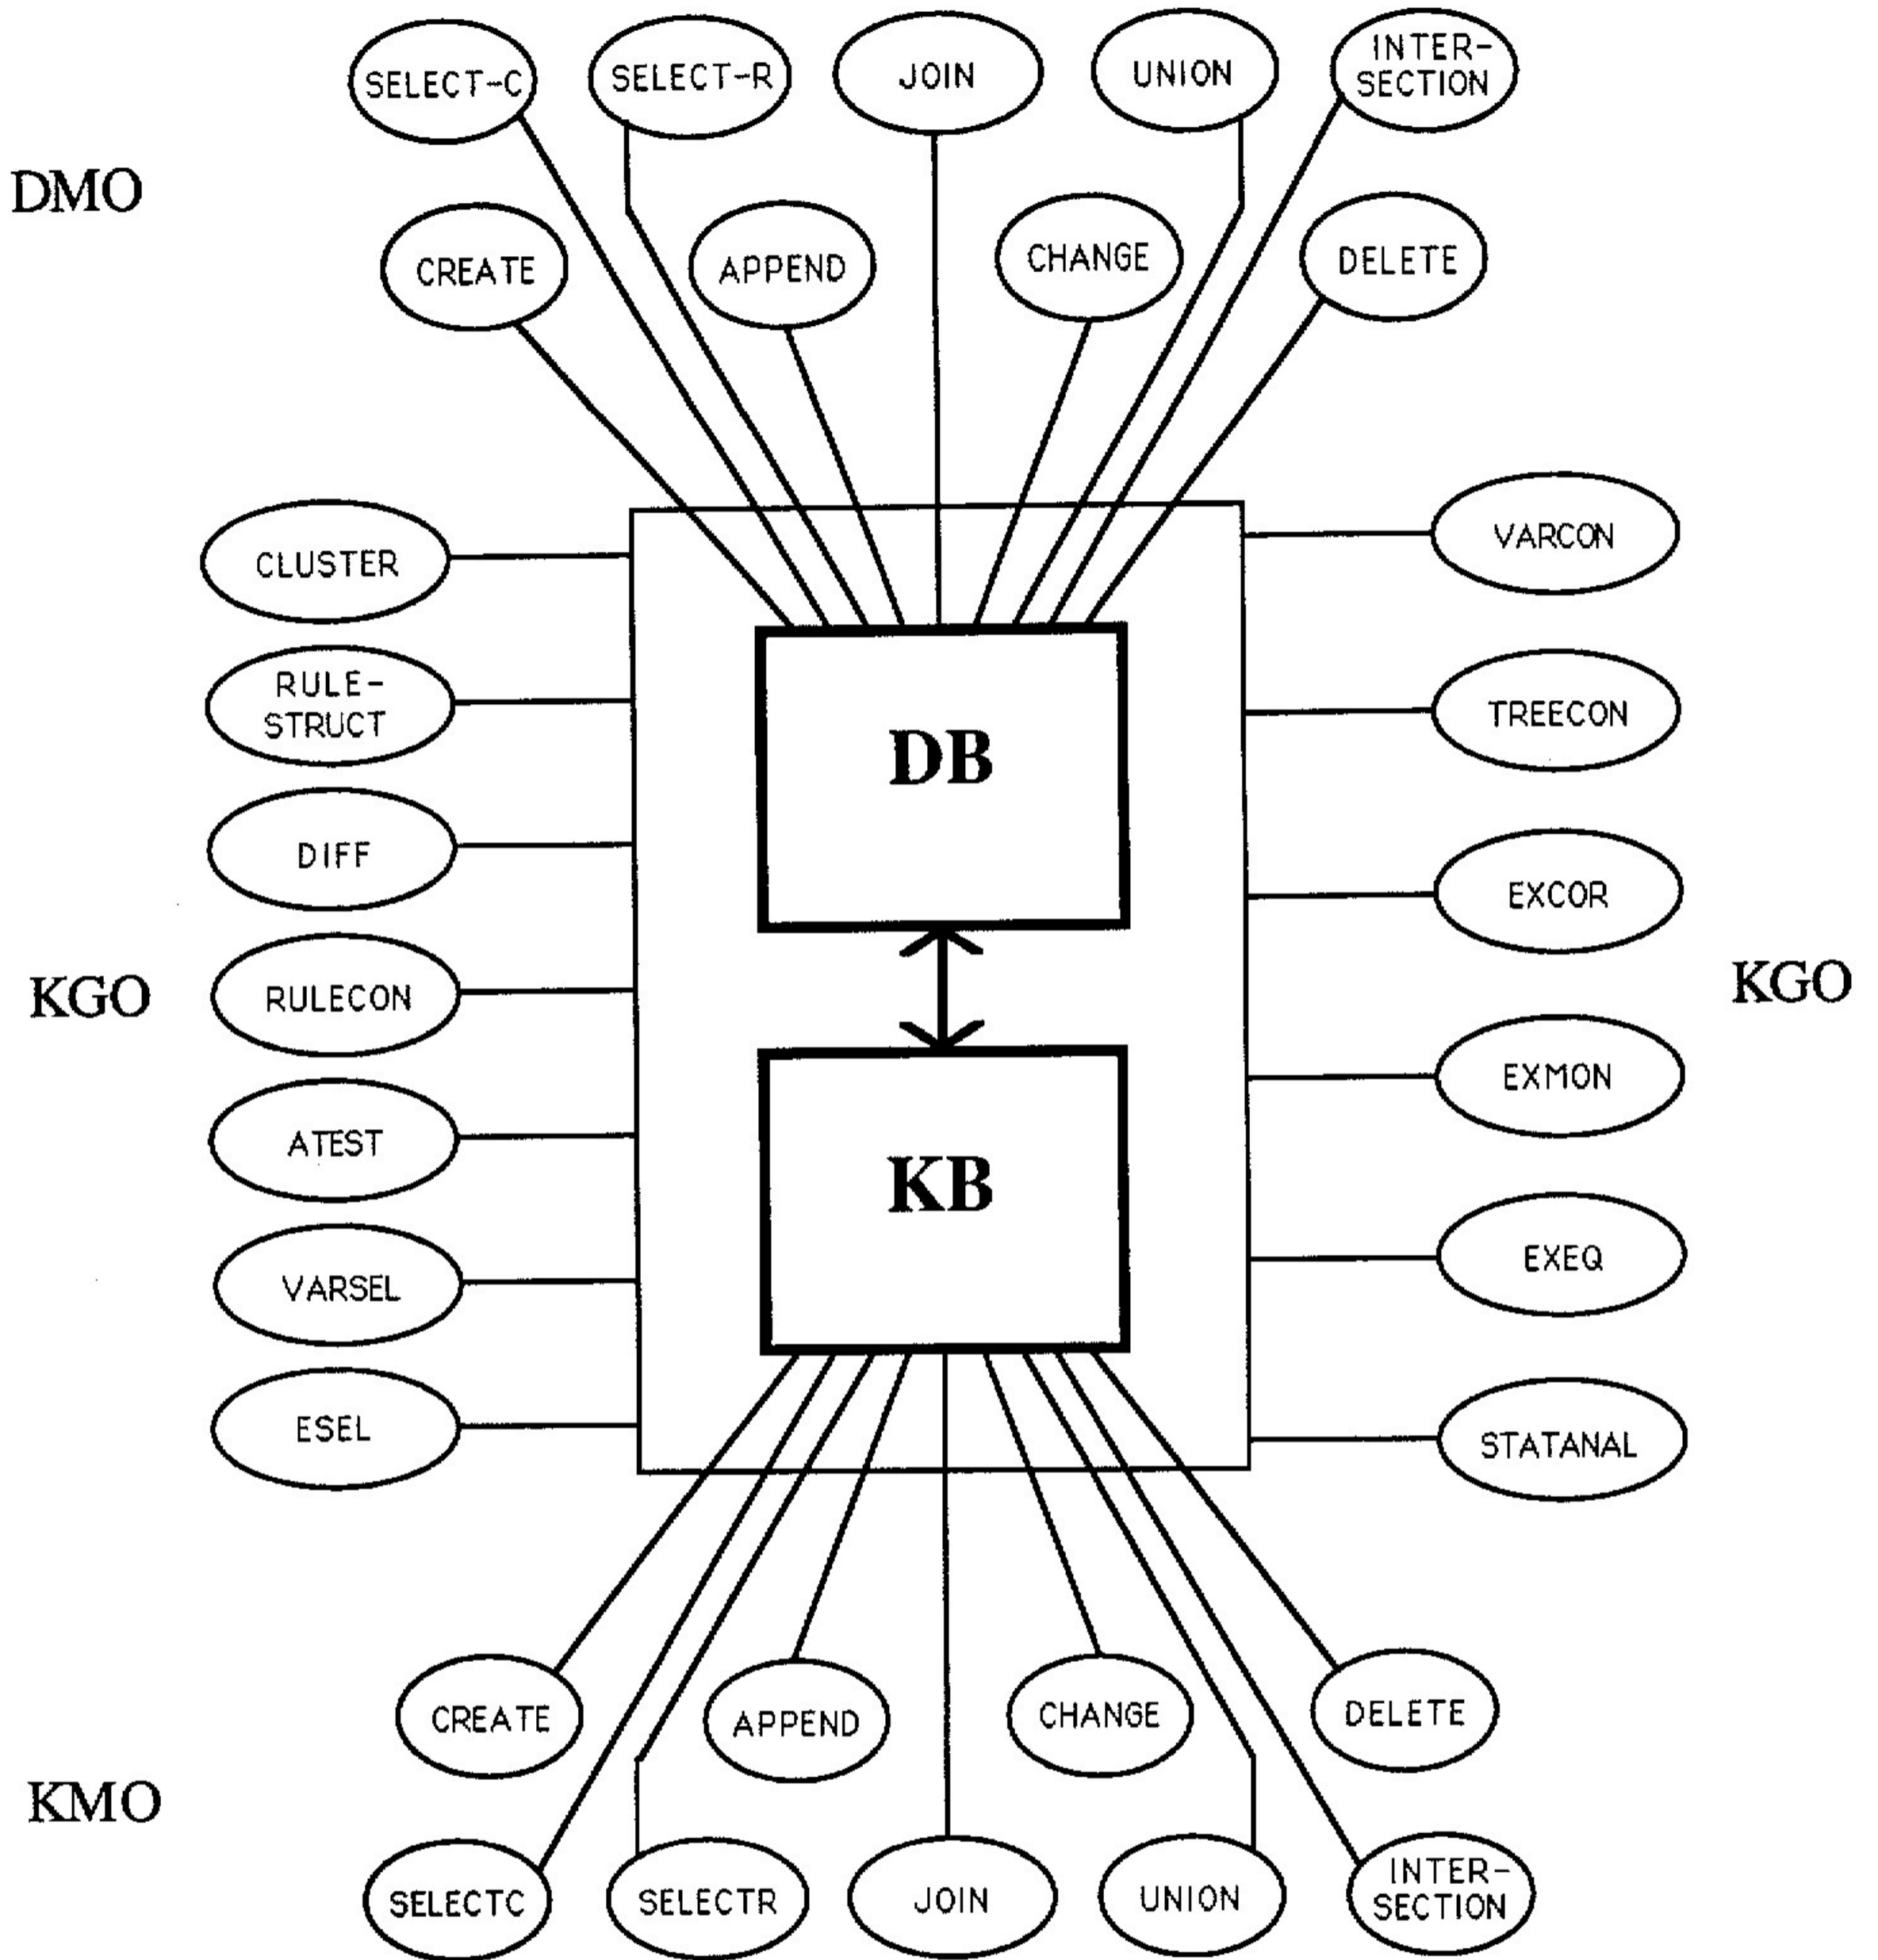 SELECT-C
SELECT-R
JOIN
UNION
INTER-
SECTION
DMO
CREATE
APPEND
CHANGE
DELETE
CLUSTER
VARCON
RULE-
STRUCT
TREECON
DB
DIFF
EXCOR
KGO
RULECON
KGO
EXMON
ATEST
KB
VARSEL
EXEQ
ESEL
STATANAL
CREATE
APPEND
CHANGE
DELETE
KMO
SELECTC
SELECTR
JOIN
UNION
INTER-
SECTION